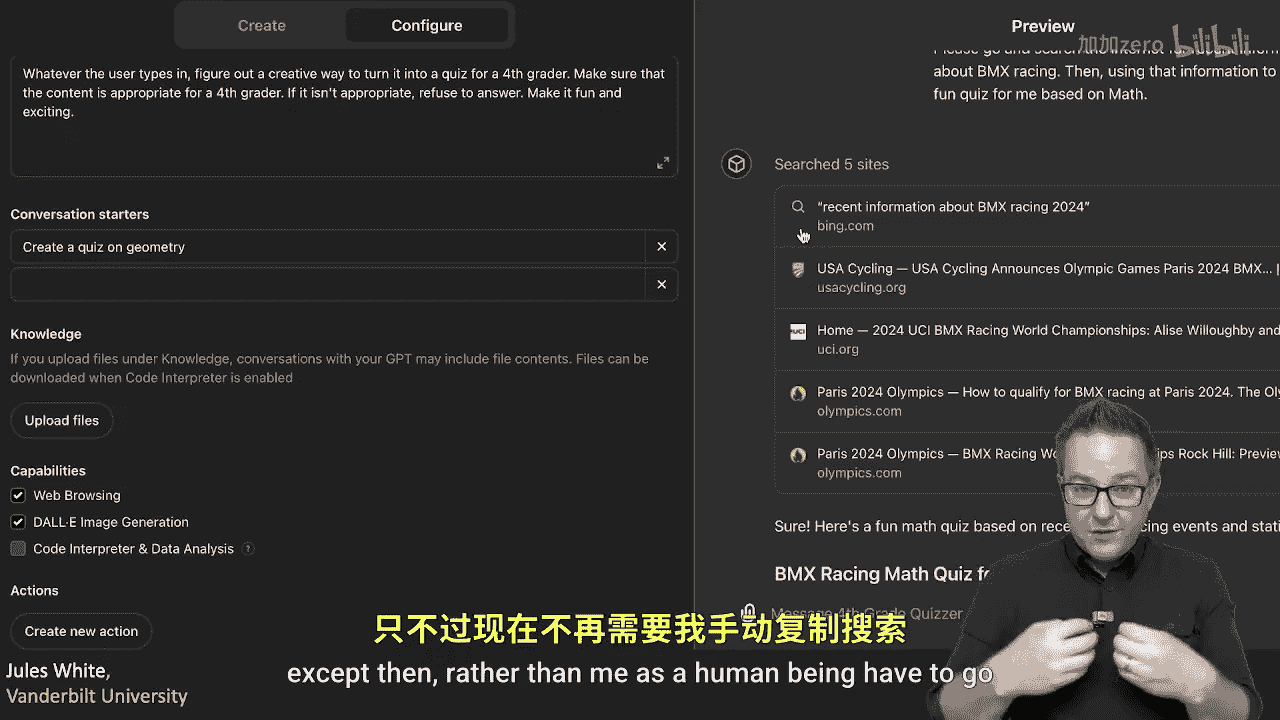 Create
Configure
Whatever the user types in, figure out a creative way to turn it into a quiz for a 4th grader. Make sure that
the content is appropriate for a 4th grader. If it isn't appropriate, refuse to answer. Make it fun and
exciting.
Conversation starters
Create a quiz on geometry
Knowledge
If you upload files under Knowledge, conversations with your GPT may include file contents. Files can be
downloaded when Code Interpreter is enabled
Upload files
Capabilities
Web Browsing
DALL·E Image Generation
Code Interpreter & Data Analysis ?
Actions
Create new action
Preview
加加zero bilibili
about BMX racing. Then, using that information to
fun quiz for me based on Math.
Searched 5 sites
"recent information about BMX racing 2024"
bing.com
USA Cycling — USA Cycling Announces Olympic Games Paris 2024 BMX... |
usacycling.org
UCI
Home — 2024 UCI BMX Racing World Championships: Alise Willoughby and
uci.org
Paris 2024 Olympics — How to qualify for BMX racing at Paris 2024. The
olympics.com
Paris 2024 Olympics — BMX Racing Rock Hill:
olympics.com
Sure! Here's a fun math quiz based on events and
BMX Racing Math Quiz
Message 4th Grade Quizzer
只不过现在不再需要我手动复制搜索
except then, rather than me as a human being have to go
Jules White,
Vanderbilt University